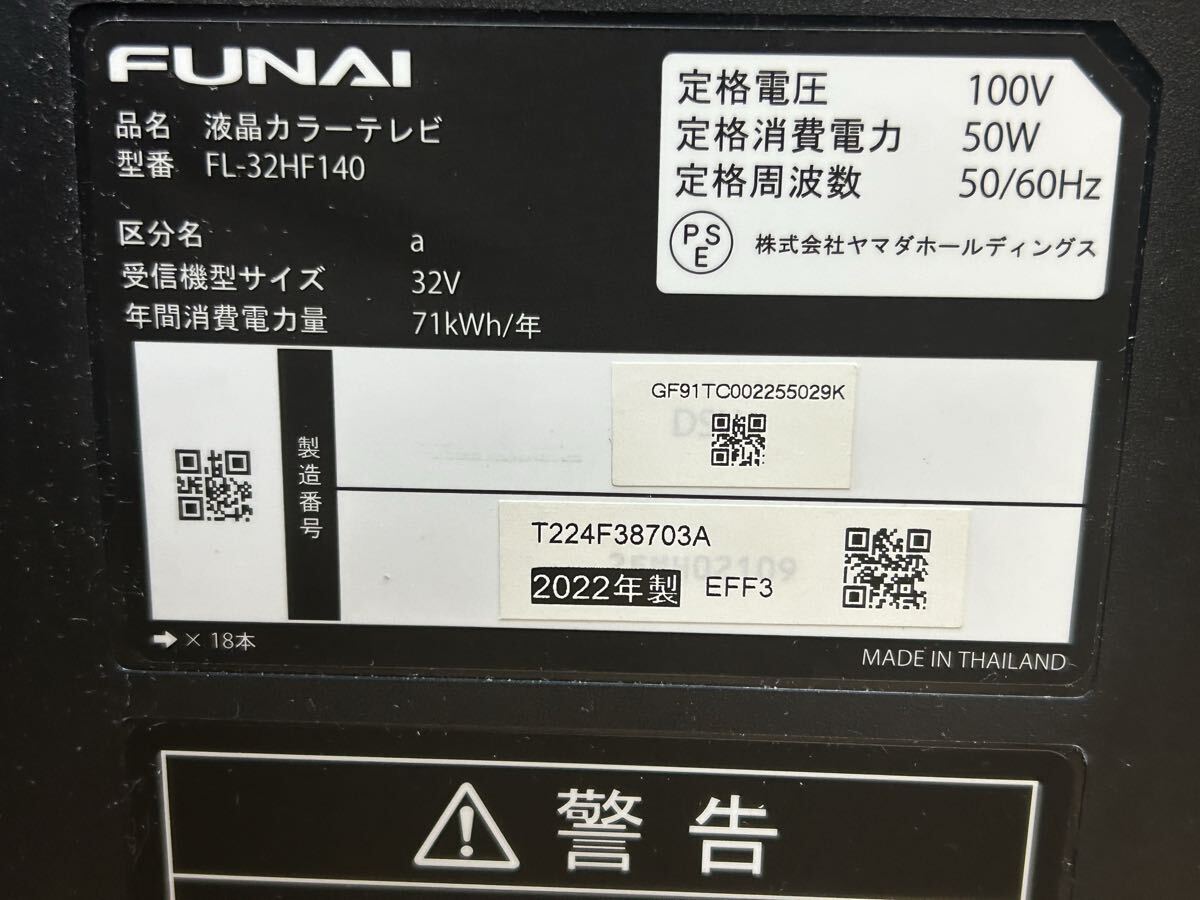 FUNAI
品名 液晶カラーテレビ
型番 FL-32HF140
区分名 a
受信機型サイズ 32V
年間消費電力量 71kWh/年
定格電圧 100V
定格消費電力 50W
定格周波数 50/60Hz
PSE 株式会社ヤマダホールディングス
製造番号
GF91TC002255029K
T224F38703A
2022年製 EFF3
➡ × 18本
MADE IN THAILAND
警告